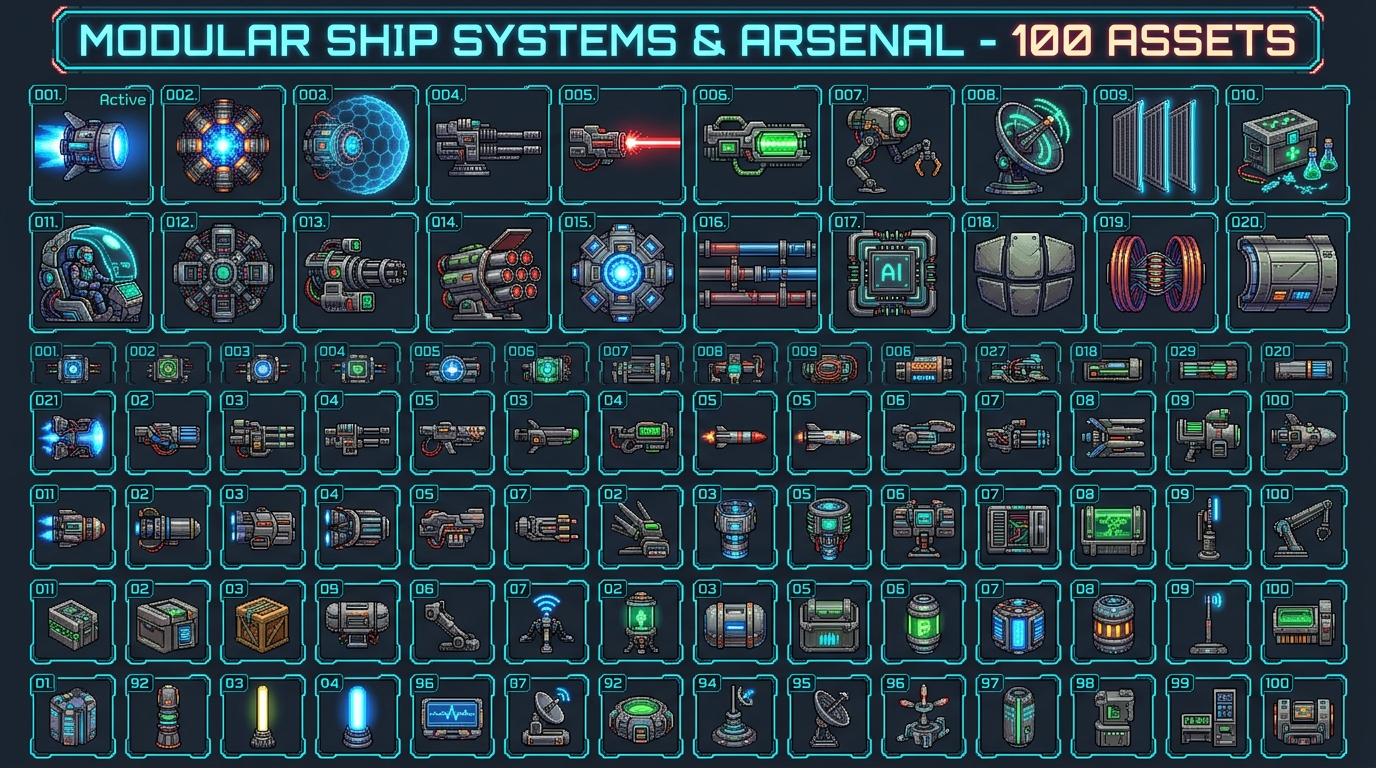 MODULAR SHIP SYSTEMS & ARSENAL - 100 ASSETS
001. Active 002. 003. 004. 005. 006. 007. 008. 009. 010.
011. 012. 013. 014. 015. 016. 017. 018. 019. 020.
AI
001. 002 003 004 005 006 007 008 009 006 027 018 029 020
021 02 03 04 05 03 04 05 05 06 07 08 09 100
011 02 03 04 05 07 02 03 05 06 07 08 09 100
011 02 03 09 06 07 02 03 05 06 07 08 09 100
01. 92 03 04 96 87 92 94 95 96 97 98 99 100